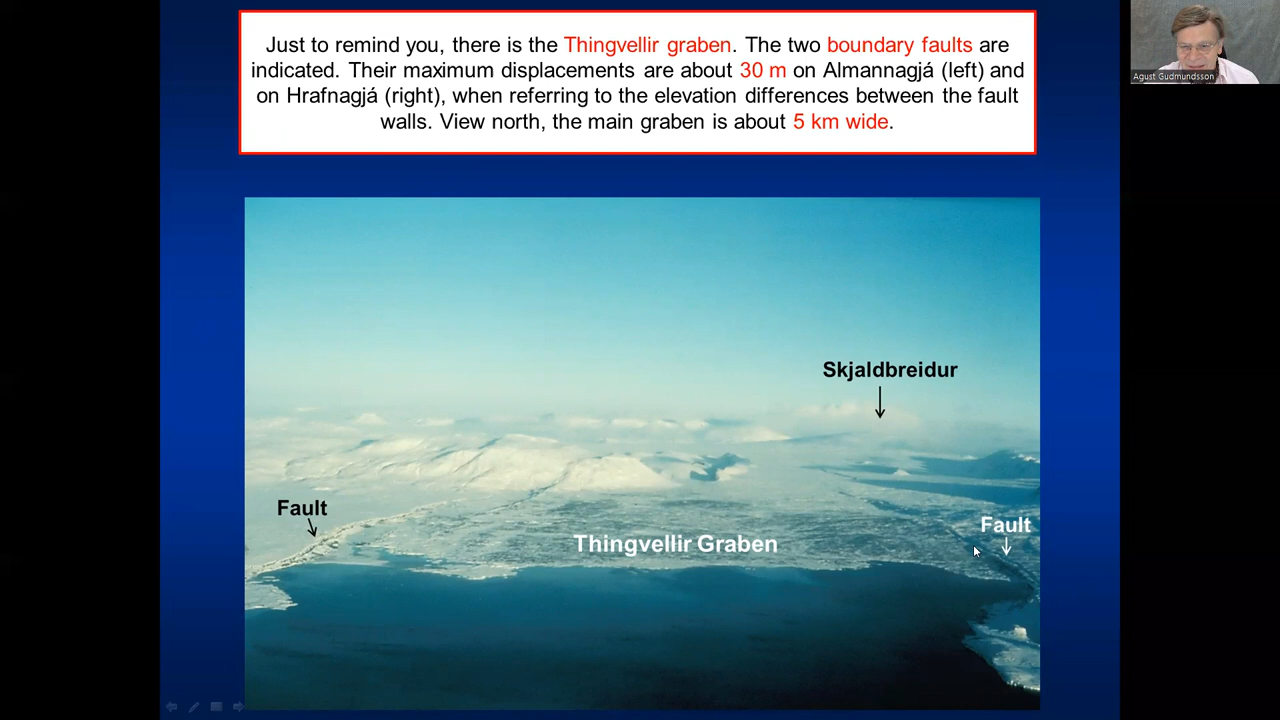 Just to remind you, there is the Thingvellir graben. The two boundary faults are
indicated. Their maximum displacements are about 30 m on Almannagjá (left) and
on Hrafnagjá (right), when referring to the elevation differences between the fault
walls. View north, the main graben is about 5 km wide.
Agust Gudmundsson
Skjaldbreidur
Fault
Fault
Thingvellir Graben